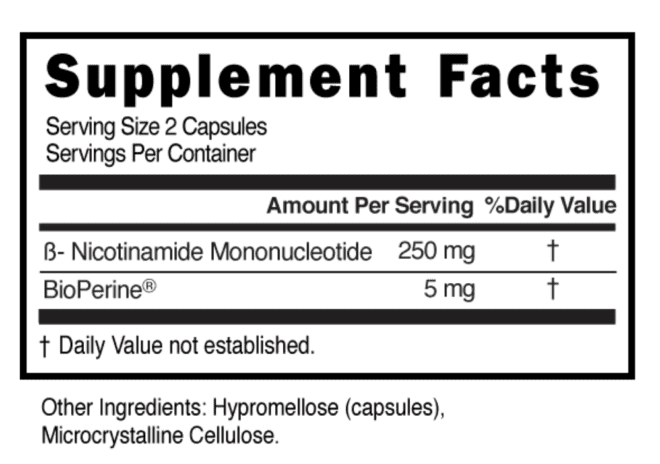 Supplement Facts
Serving Size 2 Capsules
Servings Per Container
Amount Per Serving %Daily Value
ß- Nicotinamide Mononucleotide 250 mg †
BioPerine® 5 mg †
† Daily Value not established.
Other Ingredients: Hypromellose (capsules),
Microcrystalline Cellulose.